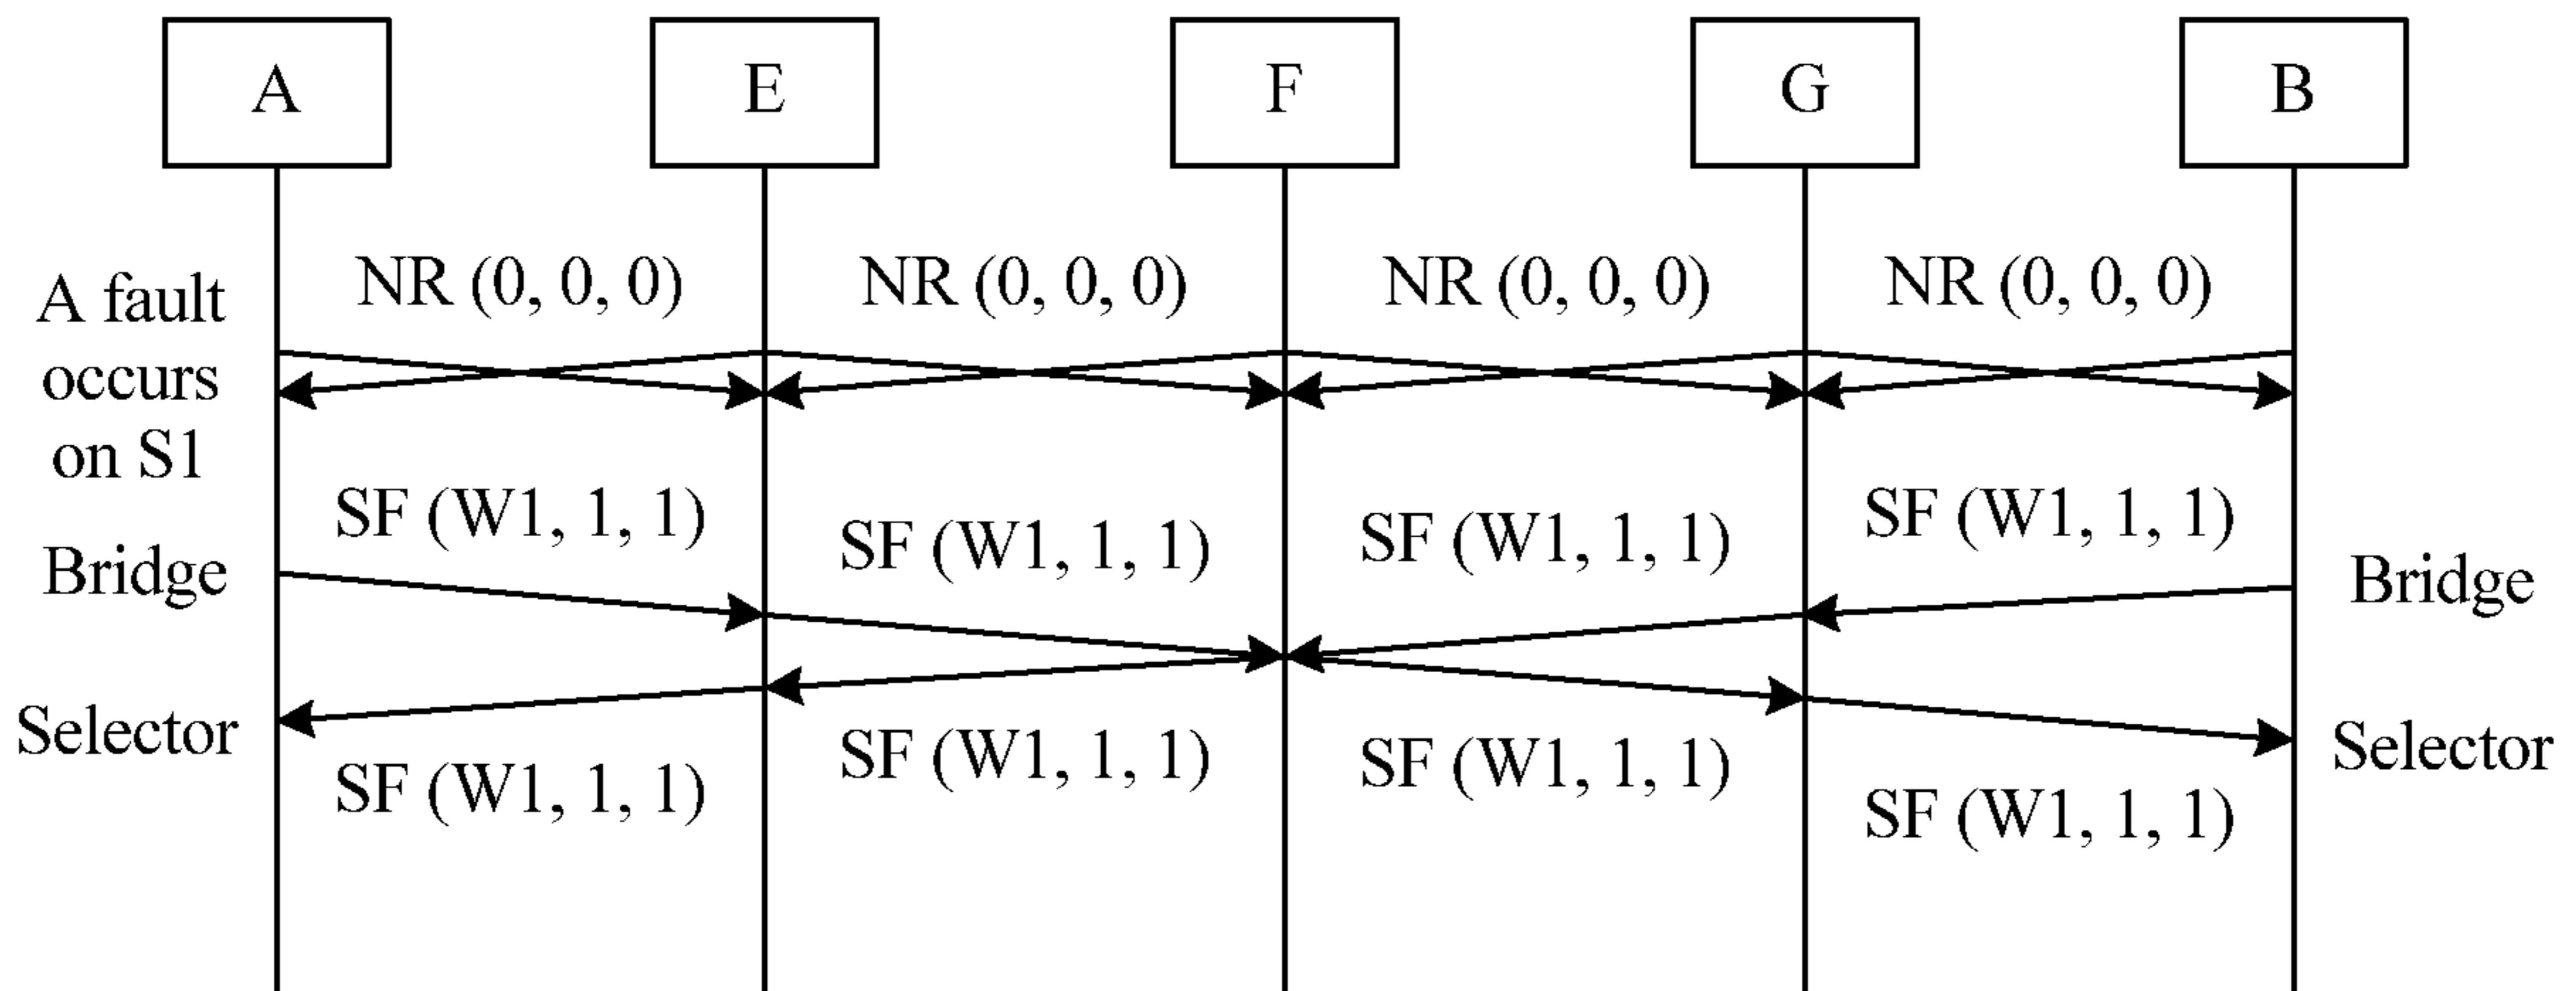 A
E
F
G
B
A fault
occurs
on S1
NR (0, 0, 0)
NR (0, 0, 0)
NR (0, 0, 0)
NR (0, 0, 0)
SF (W1, 1, 1)
SF (W1, 1, 1)
SF (W1, 1, 1)
SF (W1, 1, 1)
Bridge
Bridge
Selector
Selector
SF (W1, 1, 1)
SF (W1, 1, 1)
SF (W1, 1, 1)
SF (W1, 1, 1)